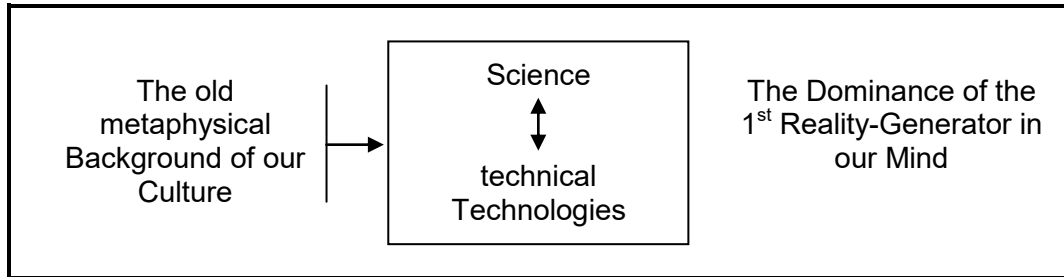 The old
metaphysical
Background of our
Culture
Science
technical
Technologies
The Dominance of the
1st Reality-Generator in
our Mind